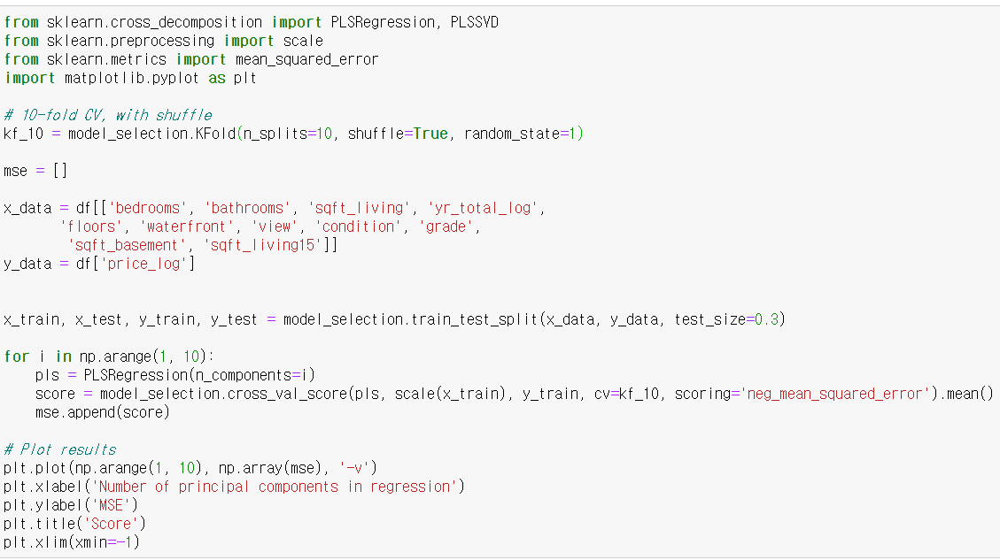 from sklearn.cross_decomposition import PLSRegression, PLSSVD
from sklearn.preprocessing import scale
from sklearn.metrics import mean_squared_error
import matplotlib.pyplot as plt

# 10-fold CV, with shuffle
kf_10 = model_selection.KFold(n_splits=10, shuffle=True, random_state=1)

mse = []

x_data = df[['bedrooms', 'bathrooms', 'sqft_living', 'yr_total_log',
       'floors', 'waterfront', 'view', 'condition', 'grade',
        'sqft_basement', 'sqft_living15']]
y_data = df['price_log']


x_train, x_test, y_train, y_test = model_selection.train_test_split(x_data, y_data, test_size=0.3)

for i in np.arange(1, 10):
    pls = PLSRegression(n_components=i)
    score = model_selection.cross_val_score(pls, scale(x_train), y_train, cv=kf_10, scoring='neg_mean_squared_error').mean()
    mse.append(score)

# Plot results
plt.plot(np.arange(1, 10), np.array(mse), '-v')
plt.xlabel('Number of principal components in regression')
plt.ylabel('MSE')
plt.title('Score')
plt.xlim(xmin=-1)